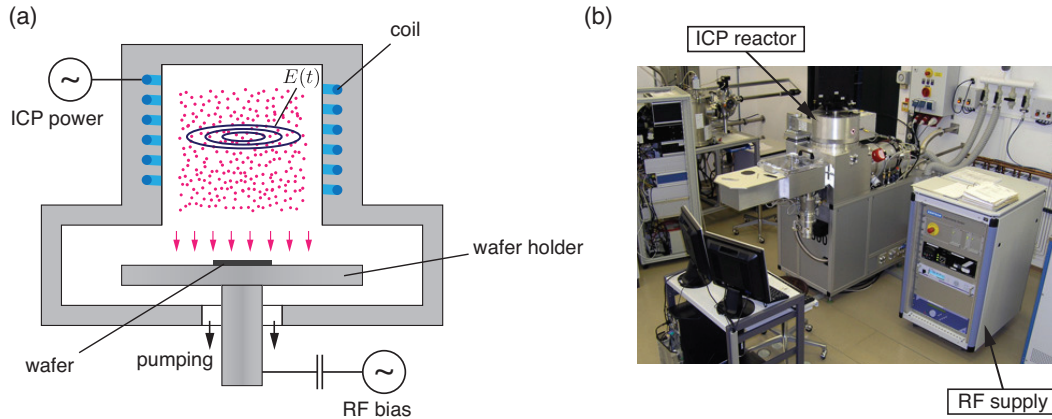 (a)
coil
E(t)
ICP power
wafer holder
wafer
pumping
RF bias
(b)
ICP reactor
RF supply